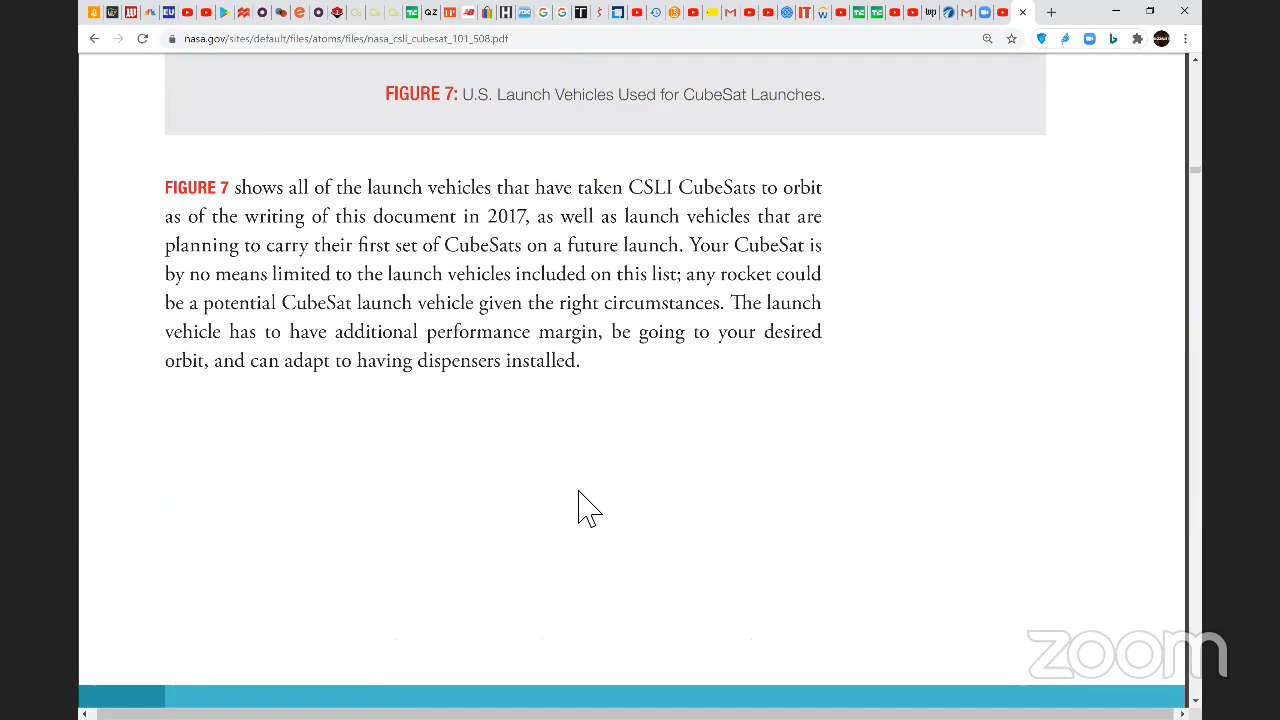 nasa.gov/sites/default/files/atoms/files/nasa_csli_cubesat_101_508.pdf
FIGURE 7: U.S. Launch Vehicles Used for CubeSat Launches.
FIGURE 7 shows all of the launch vehicles that have taken CSLI CubeSats to orbit
as of the writing of this document in 2017, as well as launch vehicles that are
planning to carry their first set of CubeSats on a future launch. Your CubeSat is
by no means limited to the launch vehicles included on this list; any rocket could
be a potential CubeSat launch vehicle given the right circumstances. The launch
vehicle has to have additional performance margin, be going to your desired
orbit, and can adapt to having dispensers installed.
zoom